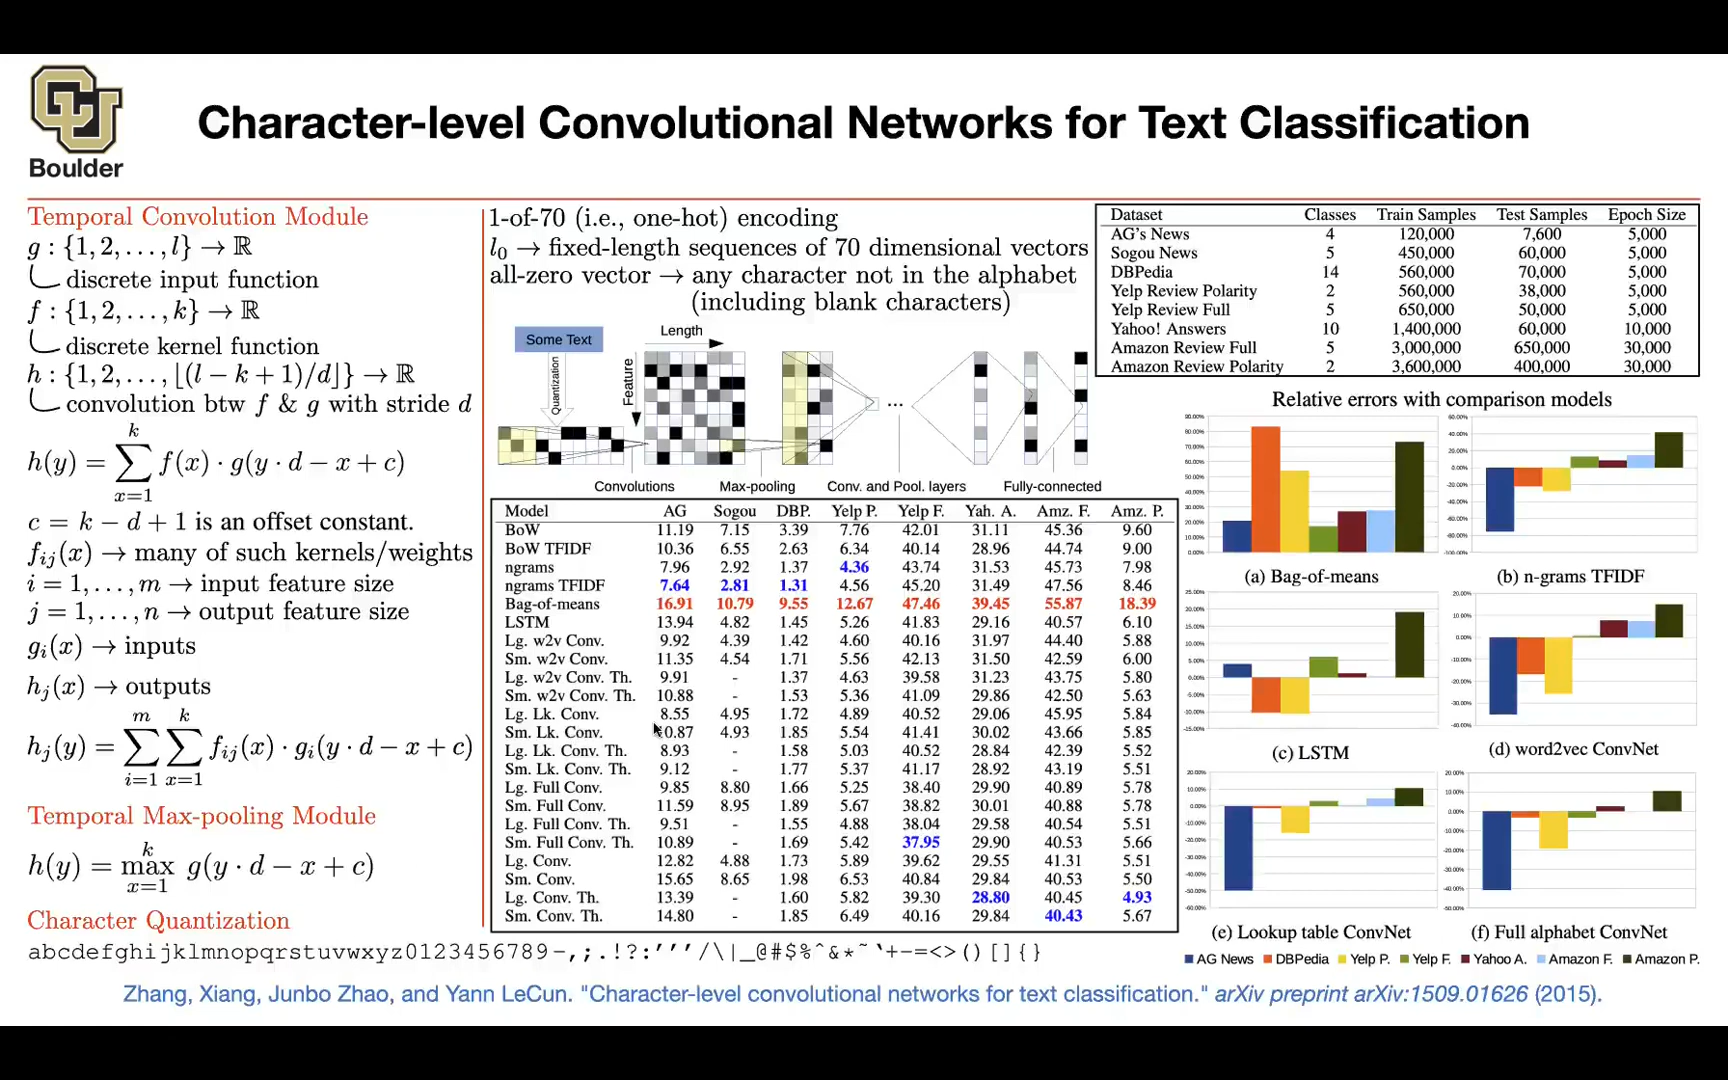 Boulder
Character-level Convolutional Networks for Text Classification
Temporal Convolution Module
g : {1, 2, . . . , l} → ℝ
discrete input function
f : {1, 2, . . . , k} → ℝ
discrete kernel function
h : {1, 2, . . . , ⌊(l − k + 1)/d⌋} → ℝ
convolution btw f & g with stride d
h(y) = ∑_{x=1}^{k} f(x) · g(y · d − x + c)
c = k − d + 1 is an offset constant.
f_{ij}(x) → many of such kernels/weights
i = 1, . . . , m → input feature size
j = 1, . . . , n → output feature size
g_i(x) → inputs
h_j(x) → outputs
h_j(y) = ∑_{i=1}^{m} ∑_{x=1}^{k} f_{ij}(x) · g_i(y · d − x + c)
Temporal Max-pooling Module
h(y) = max_{x=1}^{k} g(y · d − x + c)
Character Quantization
abcdefghijklmnopqrstuvwxyz0123456789-,;.!?:’’’/\|_@#$%ˆ&*˜‘+-=<>()[]{}
1-of-70 (i.e., one-hot) encoding
l_0 → fixed-length sequences of 70 dimensional vectors
all-zero vector → any character not in the alphabet
(including blank characters)
Some Text
Quantization
Length
Feature
...
Convolutions Max-pooling Conv. and Pool. layers Fully-connected
Model AG Sogou DBP. Yelp P. Yelp F. Yah. A. Amz. F. Amz. P.
BoW 11.19 7.15 3.39 7.76 42.01 31.11 45.36 9.60
BoW TFIDF 10.36 6.55 2.63 6.34 40.14 28.96 44.74 9.00
ngrams 7.96 2.92 1.37 4.36 43.74 31.53 45.73 7.98
ngrams TFIDF 7.64 2.81 1.31 4.56 45.20 31.49 47.56 8.46
Bag-of-means 16.91 10.79 9.55 12.67 47.46 39.45 55.87 18.39
LSTM 13.94 4.82 1.45 5.26 41.83 29.16 40.57 6.10
Lg. w2v Conv. 9.92 4.39 1.42 4.60 40.16 31.97 44.40 5.88
Sm. w2v Conv. 11.35 4.54 1.71 5.56 42.13 31.50 42.59 6.00
Lg. w2v Conv. Th. 9.91 - 1.37 4.63 39.58 31.23 43.75 5.80
Sm. w2v Conv. Th. 10.88 - 1.53 5.36 41.09 29.86 42.50 5.63
Lg. Lk. Conv. 8.55 4.95 1.72 4.89 40.52 29.06 45.95 5.84
Sm. Lk. Conv. 10.87 4.93 1.85 5.54 41.41 30.02 43.66 5.85
Lg. Lk. Conv. Th. 8.93 - 1.58 5.03 40.52 28.84 42.39 5.52
Sm. Lk. Conv. Th. 9.12 - 1.77 5.37 41.17 28.92 43.19 5.51
Lg. Full Conv. 9.85 8.80 1.66 5.25 38.40 29.90 40.89 5.78
Sm. Full Conv. 11.59 8.95 1.89 5.67 38.82 30.01 40.88 5.78
Lg. Full Conv. Th. 9.51 - 1.55 4.88 38.04 29.58 40.54 5.51
Sm. Full Conv. Th. 10.89 - 1.69 5.42 37.95 29.90 40.53 5.66
Lg. Conv. 12.82 4.88 1.73 5.89 39.62 29.55 41.31 5.51
Sm. Conv. 15.65 8.65 1.98 6.53 40.84 29.84 40.53 5.50
Lg. Conv. Th. 13.39 - 1.60 5.82 39.30 28.80 40.45 4.93
Sm. Conv. Th. 14.80 - 1.85 6.49 40.16 29.84 40.43 5.67
Dataset Classes Train Samples Test Samples Epoch Size
AG's News 4 120,000 7,600 5,000
Sogou News 5 450,000 60,000 5,000
DBPedia 14 560,000 70,000 5,000
Yelp Review Polarity 2 560,000 38,000 5,000
Yelp Review Full 5 650,000 50,000 5,000
Yahoo! Answers 10 1,400,000 60,000 10,000
Amazon Review Full 5 3,000,000 650,000 30,000
Amazon Review Polarity 2 3,600,000 400,000 30,000
Relative errors with comparison models
(a) Bag-of-means
(b) n-grams TFIDF
(c) LSTM
(d) word2vec ConvNet
(e) Lookup table ConvNet
(f) Full alphabet ConvNet
AG News DBPedia Yelp P. Yelp F. Yahoo A. Amazon F. Amazon P.
Zhang, Xiang, Junbo Zhao, and Yann LeCun. "Character-level convolutional networks for text classification." arXiv preprint arXiv:1509.01626 (2015).